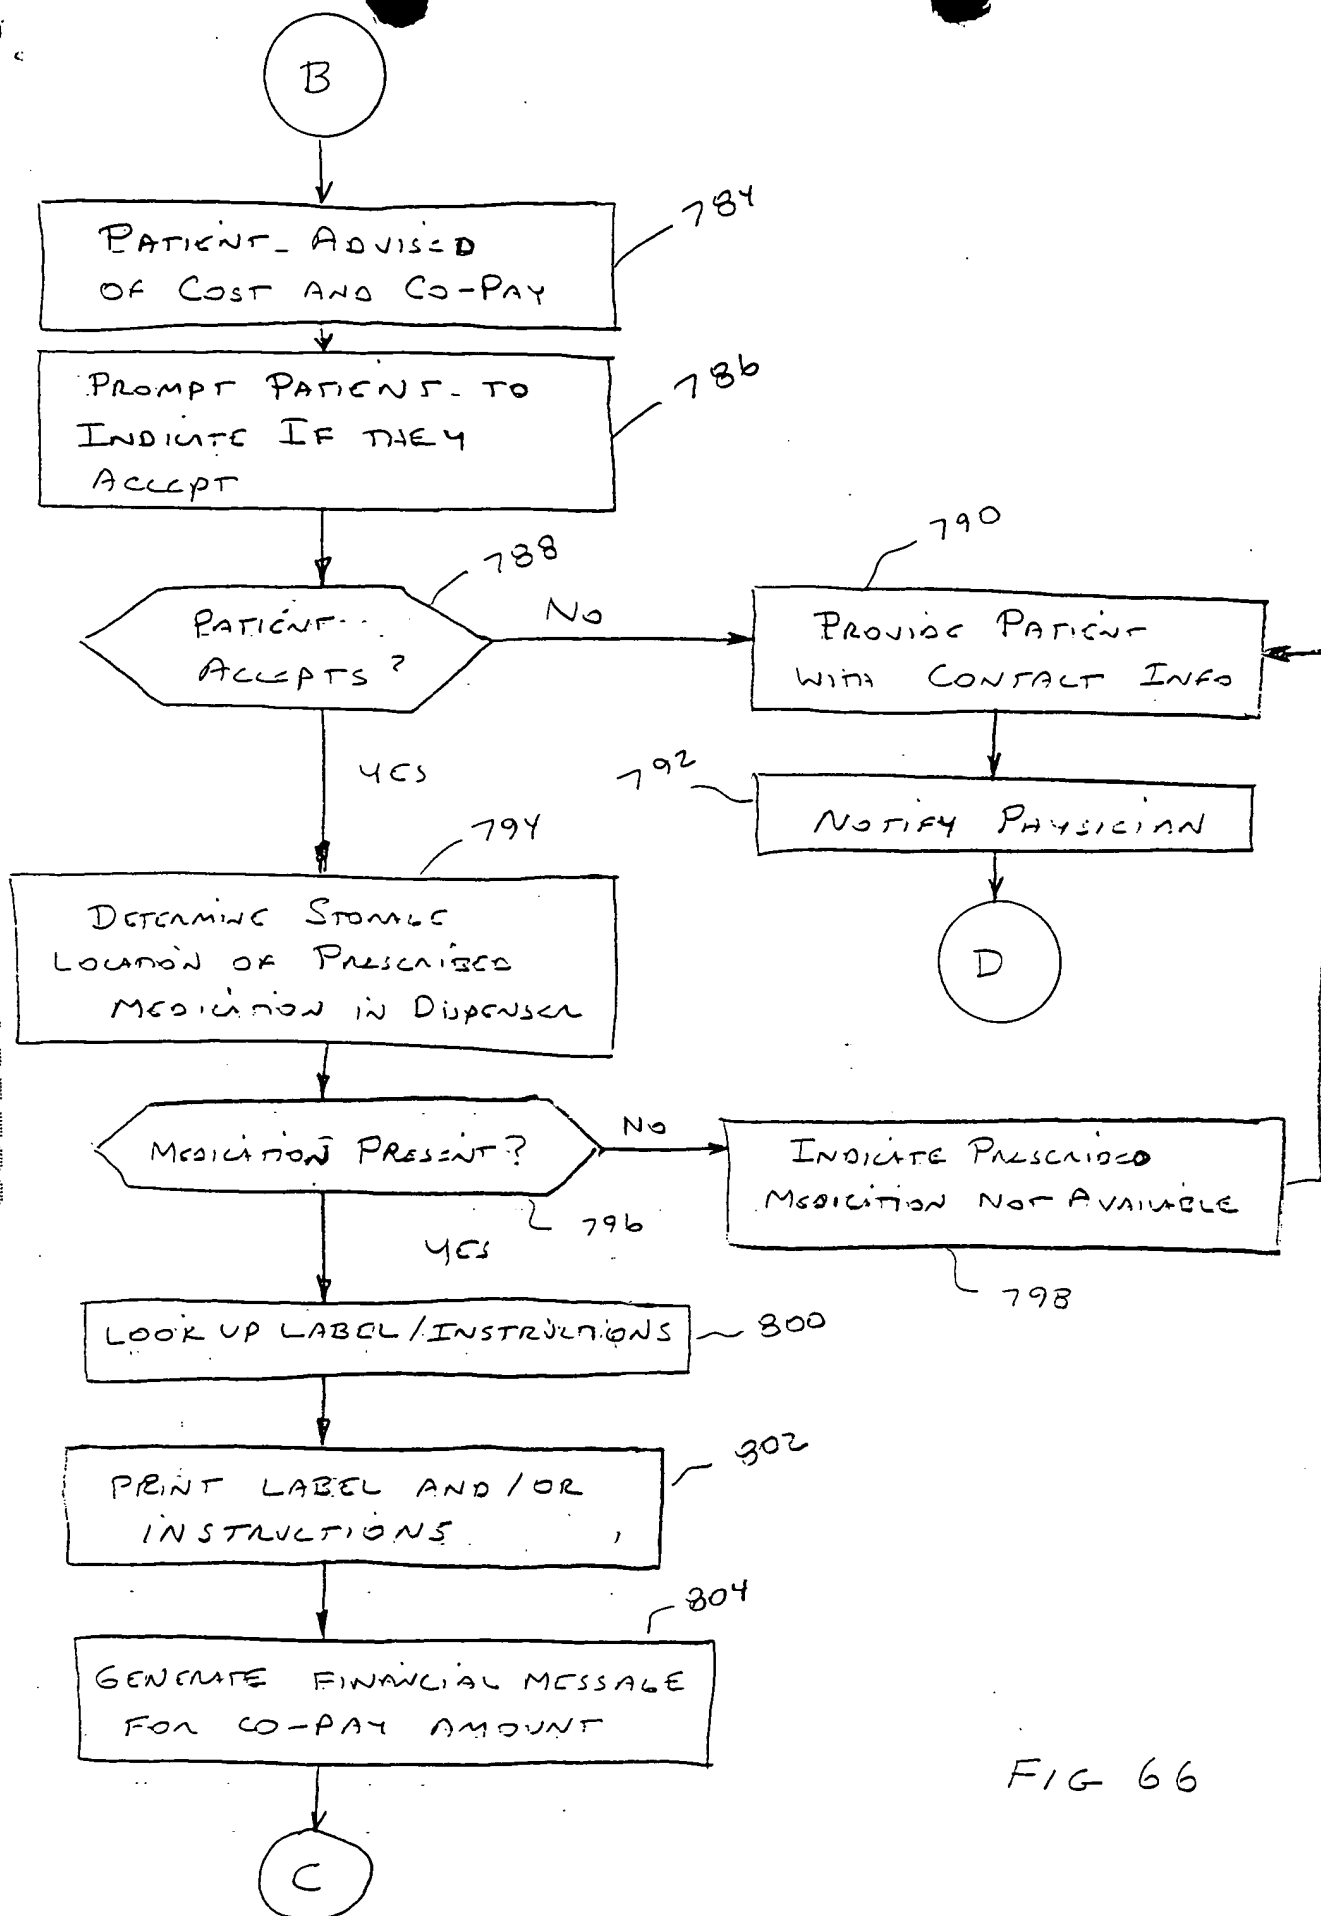 B
784
PATIENT ADVISED
OF COST AND CO-PAY
786
PROMPT PATIENT TO
INDICATE IF THEY
ACCEPT
788
PATIENT
ACCEPTS?
NO
790
PROVIDE PATIENT
WITH CONTACT INFO
YES
792
NOTIFY PHYSICIAN
D
794
DETERMINE STORAGE
LOCATION OF PRESCRIBED
MEDICATION IN DISPENSER
MEDICATION PRESENT?
NO
796
YES
INDICATE PRESCRIBED
MEDICATION NOT AVAILABLE
798
LOOK UP LABEL/INSTRUCTIONS
800
802
PRINT LABEL AND/OR
INSTRUCTIONS
804
GENERATE FINANCIAL MESSAGE
FOR CO-PAY AMOUNT
C
FIG 66